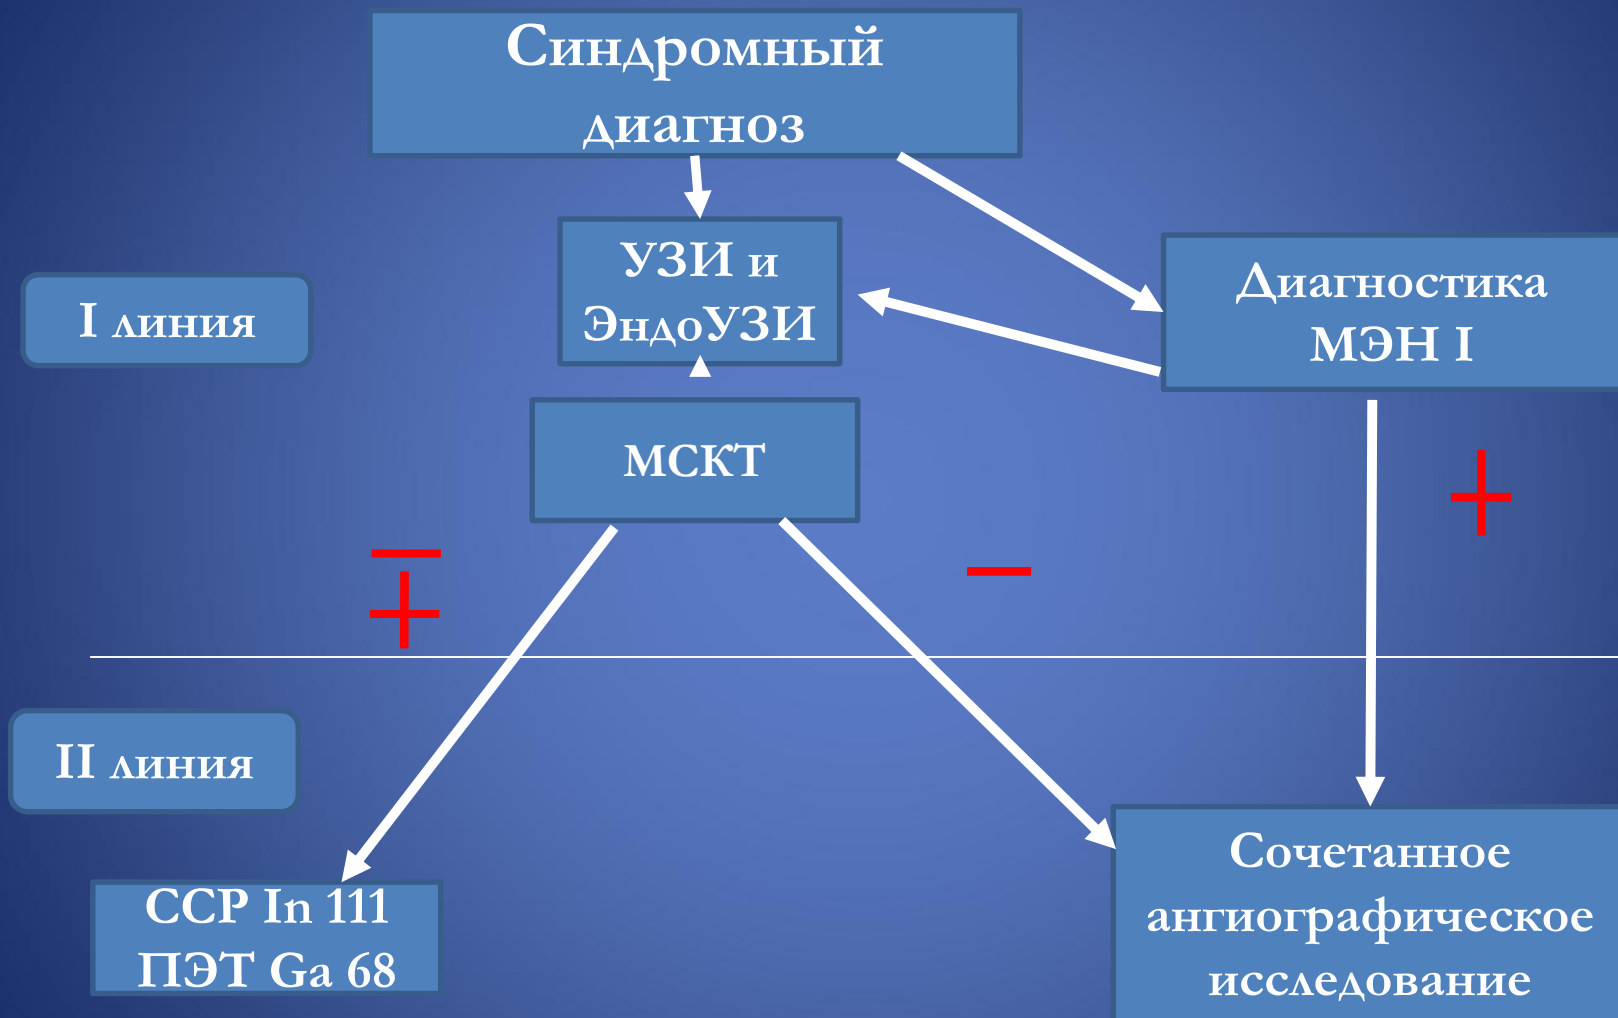 Синдромный
диагноз
УЗИ и
ЭндоУЗИ
Диагностика
МЭН I
I линия
МСКТ
+
−
−
+
II линия
ССР In 111
ПЭТ Ga 68
Сочетанное
ангиографическое
исследование